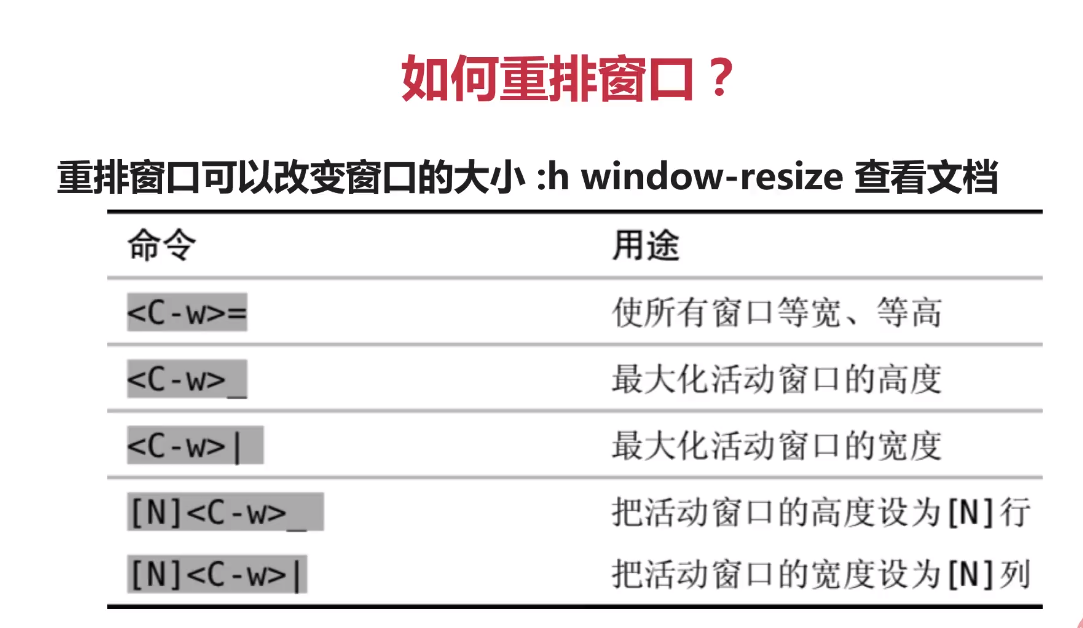 如何重排窗口？
重排窗口可以改变窗口的大小 :h window-resize 查看文档
命令 用途
<C-w>= 使所有窗口等宽、等高
<C-w>_ 最大化活动窗口的高度
<C-w>| 最大化活动窗口的宽度
[N]<C-w>_ 把活动窗口的高度设为[N]行
[N]<C-w>| 把活动窗口的宽度设为[N]列